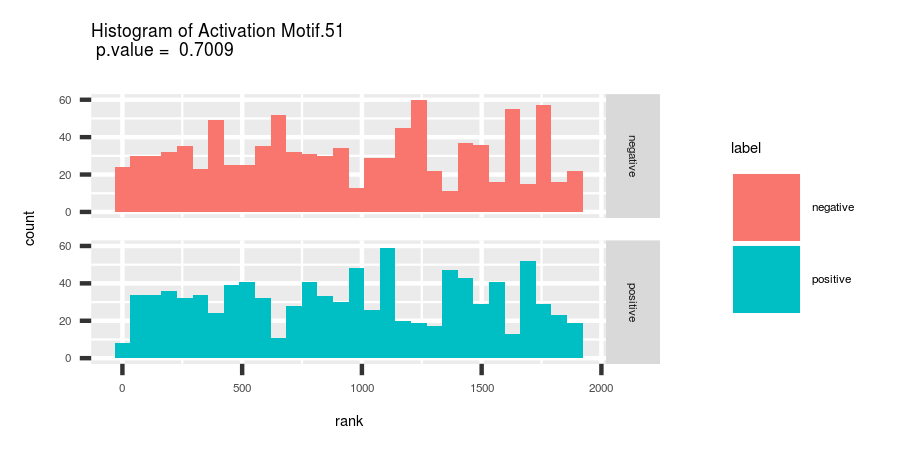 Histogram of Activation Motif.51
p.value =  0.7009
60
40
20
0
negative
60
40
20
0
positive
count
0
500
1000
1500
2000
rank
label
negative
positive